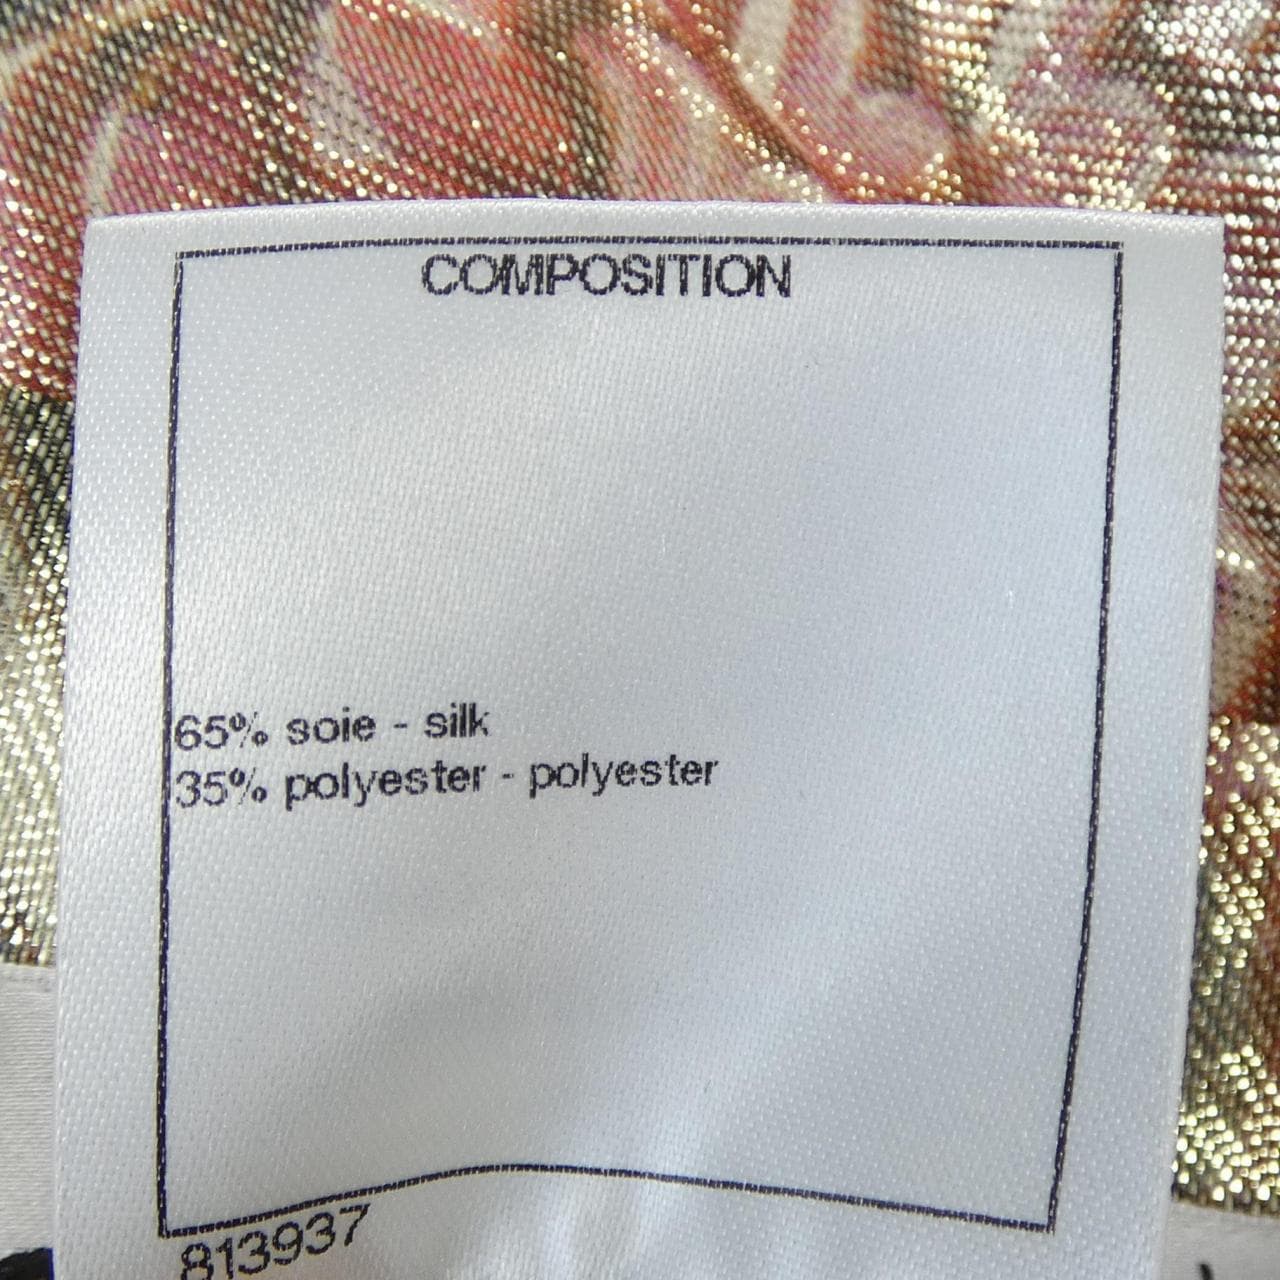 COMPOSITION
65% soie - silk
35% polyester - polyester
813937